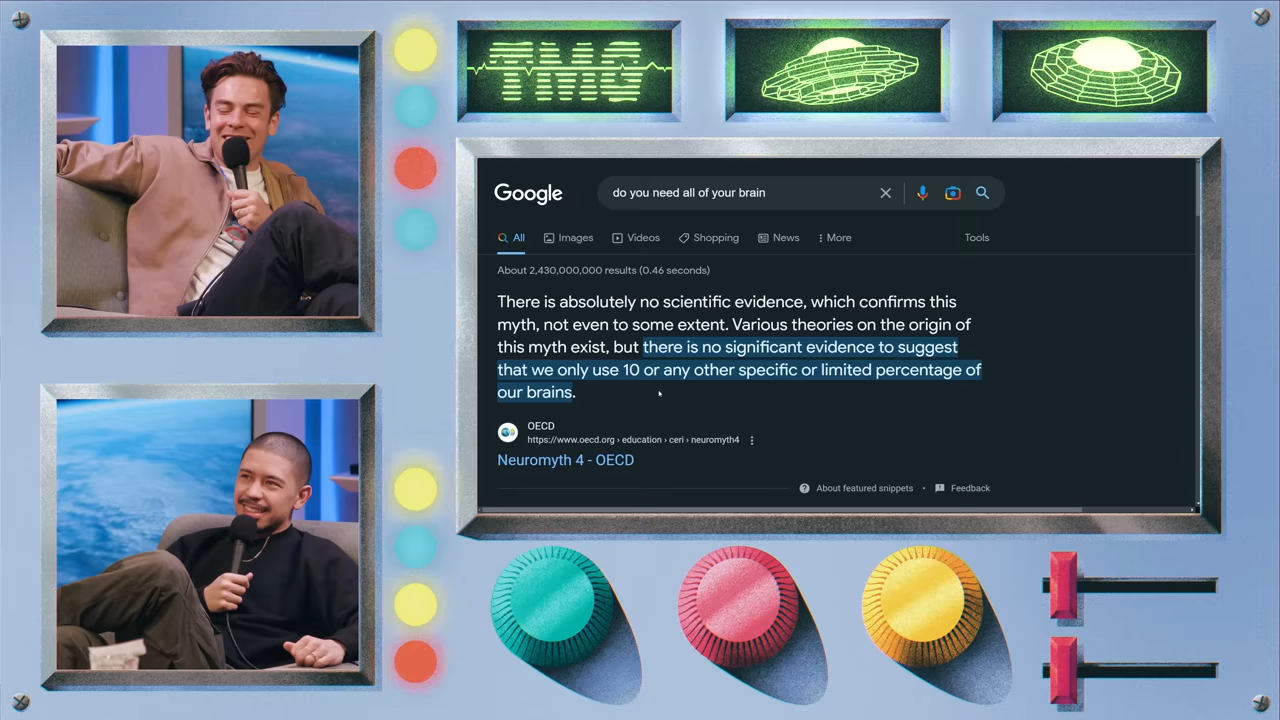 TMG
Google
do you need all of your brain
All
Images
Videos
Shopping
News
More
Tools
About 2,430,000,000 results (0.46 seconds)
There is absolutely no scientific evidence, which confirms this
myth, not even to some extent. Various theories on the origin of
this myth exist, but there is no significant evidence to suggest
that we only use 10 or any other specific or limited percentage of
our brains.
OECD
https://www.oecd.org › education › ceri › neuromyth4
Neuromyth 4 - OECD
About featured snippets • Feedback